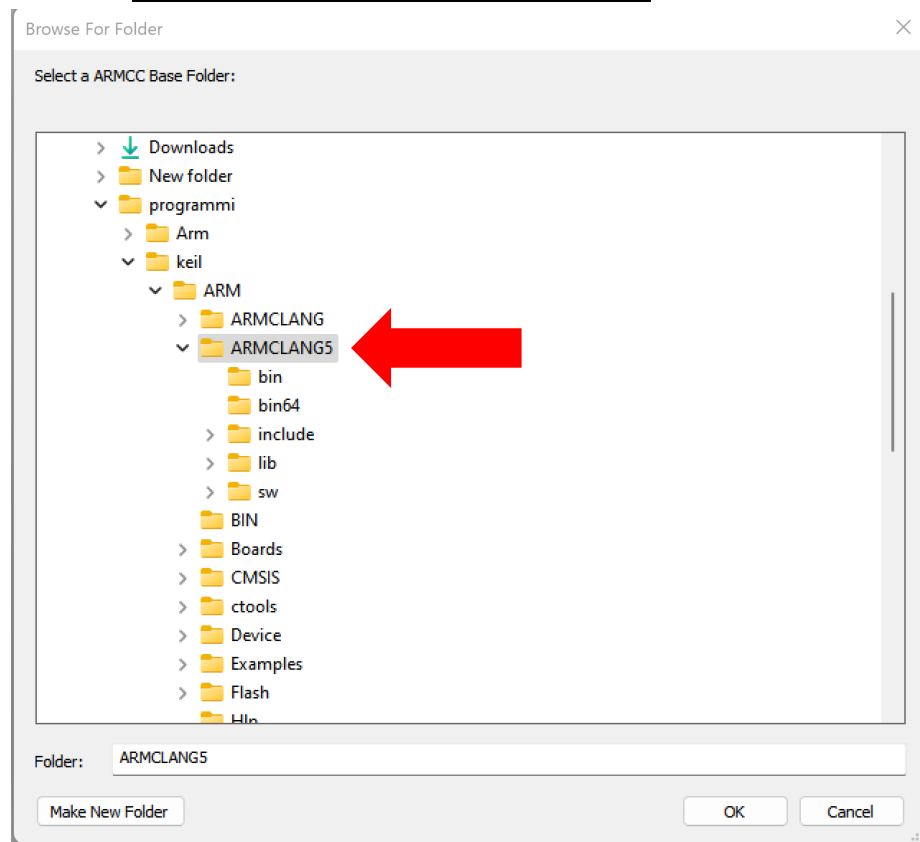 Browse For Folder
Select a ARMCC Base Folder:
Downloads
New folder
programmi
Arm
keil
ARM
ARMCLANG
ARMCLANG5
bin
bin64
include
lib
sw
BIN
Boards
CMSIS
ctools
Device
Examples
Flash
Hlp
Folder: ARMCLANG5
Make New Folder OK Cancel